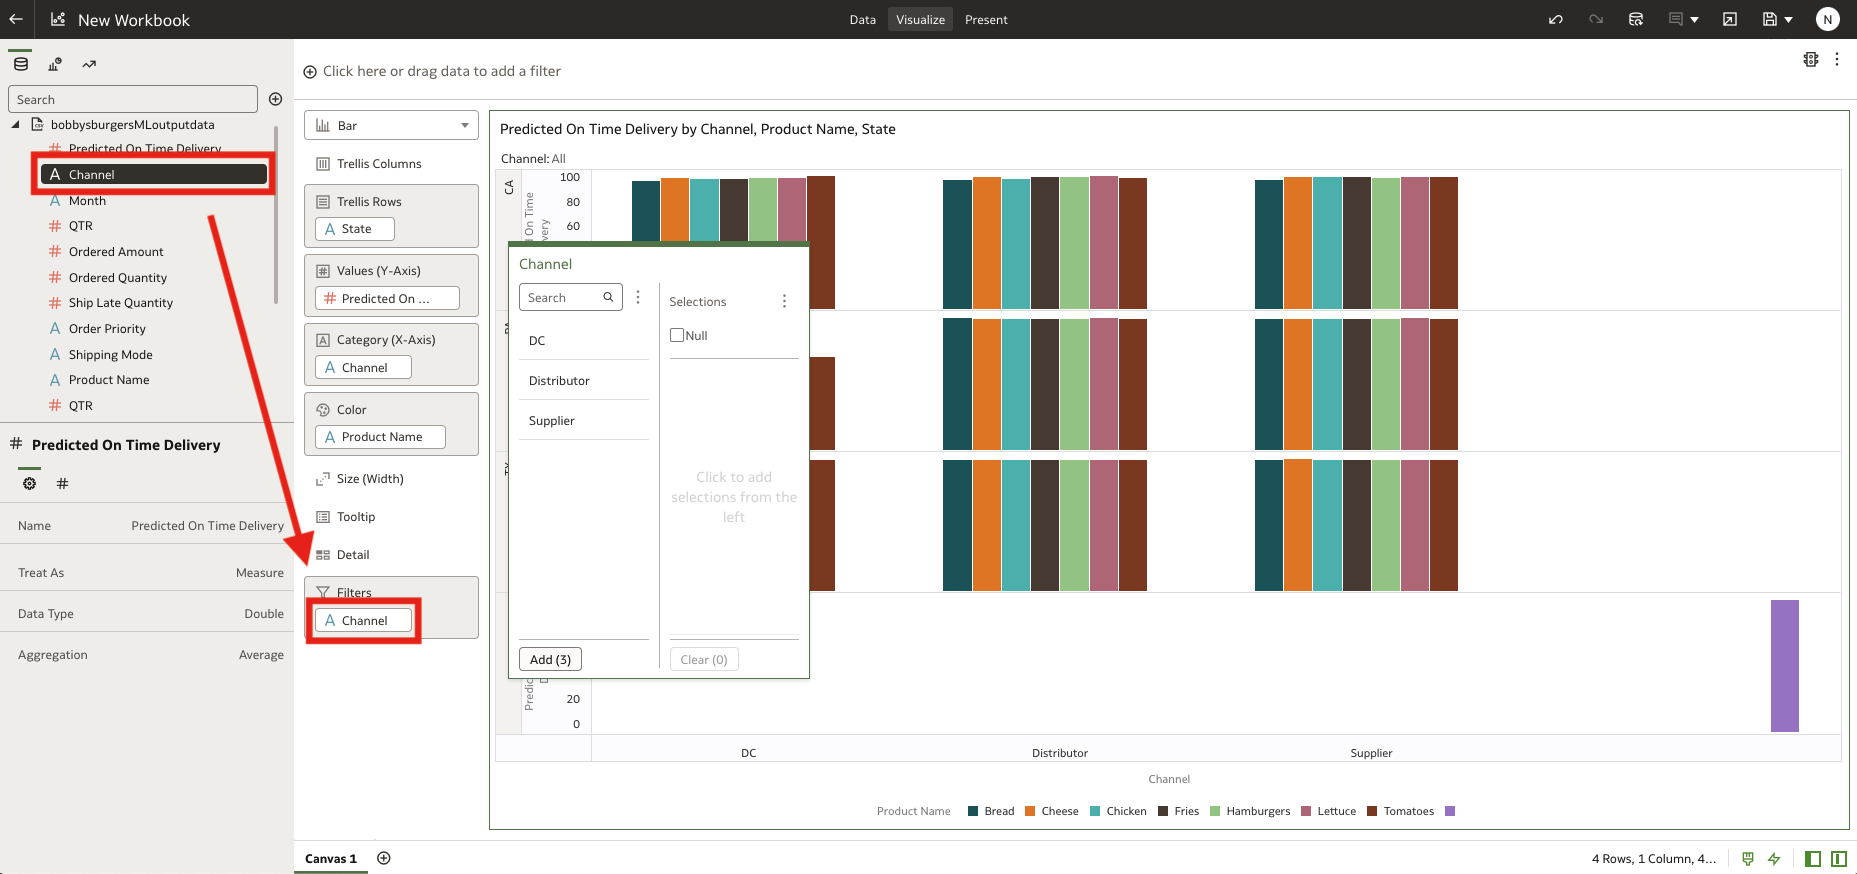 New Workbook
Data
Visualize
Present
N
Search
bobbysburgersMLoutputdata
Predicted On Time Delivery
A Channel
A Month
# QTR
# Ordered Amount
# Ordered Quantity
# Ship Late Quantity
A Order Priority
A Shipping Mode
A Product Name
# QTR
# Predicted On Time Delivery
#
Name Predicted On Time Delivery
Treat As Measure
Data Type Double
Aggregation Average
Click here or drag data to add a filter
Bar
Trellis Columns
Trellis Rows
A State
Values (Y-Axis)
# Predicted On ...
Category (X-Axis)
A Channel
Color
A Product Name
Size (Width)
Tooltip
Detail
Filters
A Channel
Predicted On Time Delivery by Channel, Product Name, State
Channel: All
CA
d On Time
very
100
80
60
Channel
Search
Selections
Null
DC
Distributor
Supplier
Click to add
selections from the
left
Add (3)
Clear (0)
Predic
D
20
0
DC
Distributor
Supplier
Channel
Product Name Bread Cheese Chicken Fries Hamburgers Lettuce Tomatoes
Canvas 1
4 Rows, 1 Column, 4...